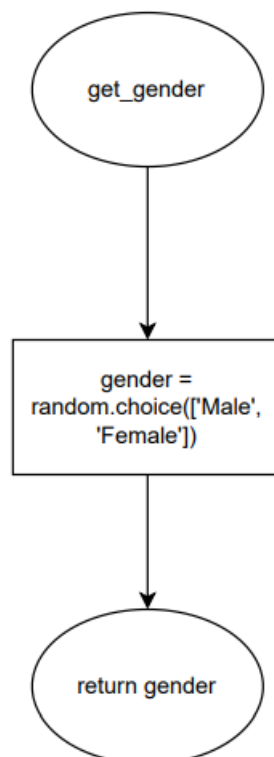 get_gender
gender =
random.choice(['Male',
'Female'])
return gender